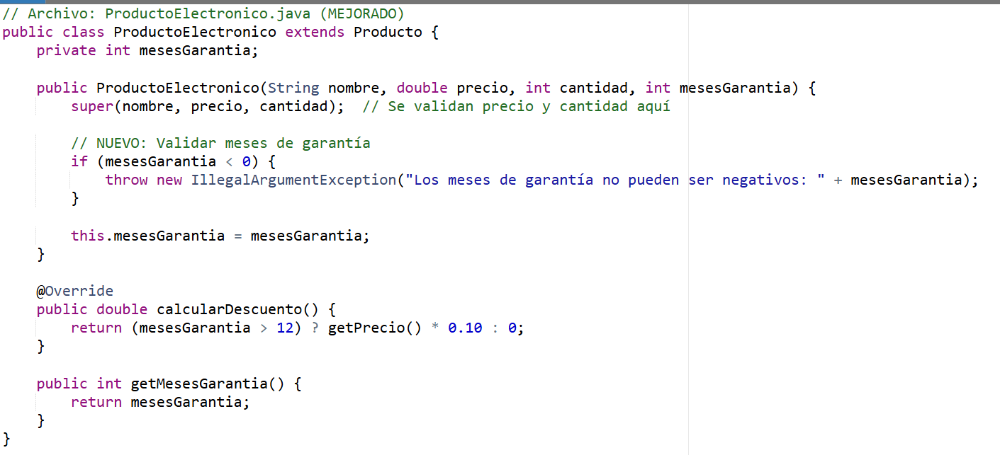 // Archivo: ProductoElectronico.java (MEJORADO)
public class ProductoElectronico extends Producto {
    private int mesesGarantia;

    public ProductoElectronico(String nombre, double precio, int cantidad, int mesesGarantia) {
        super(nombre, precio, cantidad);  // Se validan precio y cantidad aquí

        // NUEVO: Validar meses de garantía
        if (mesesGarantia < 0) {
            throw new IllegalArgumentException("Los meses de garantía no pueden ser negativos: " + mesesGarantia);
        }

        this.mesesGarantia = mesesGarantia;
    }

    @Override
    public double calcularDescuento() {
        return (mesesGarantia > 12) ? getPrecio() * 0.10 : 0;
    }

    public int getMesesGarantia() {
        return mesesGarantia;
    }
}